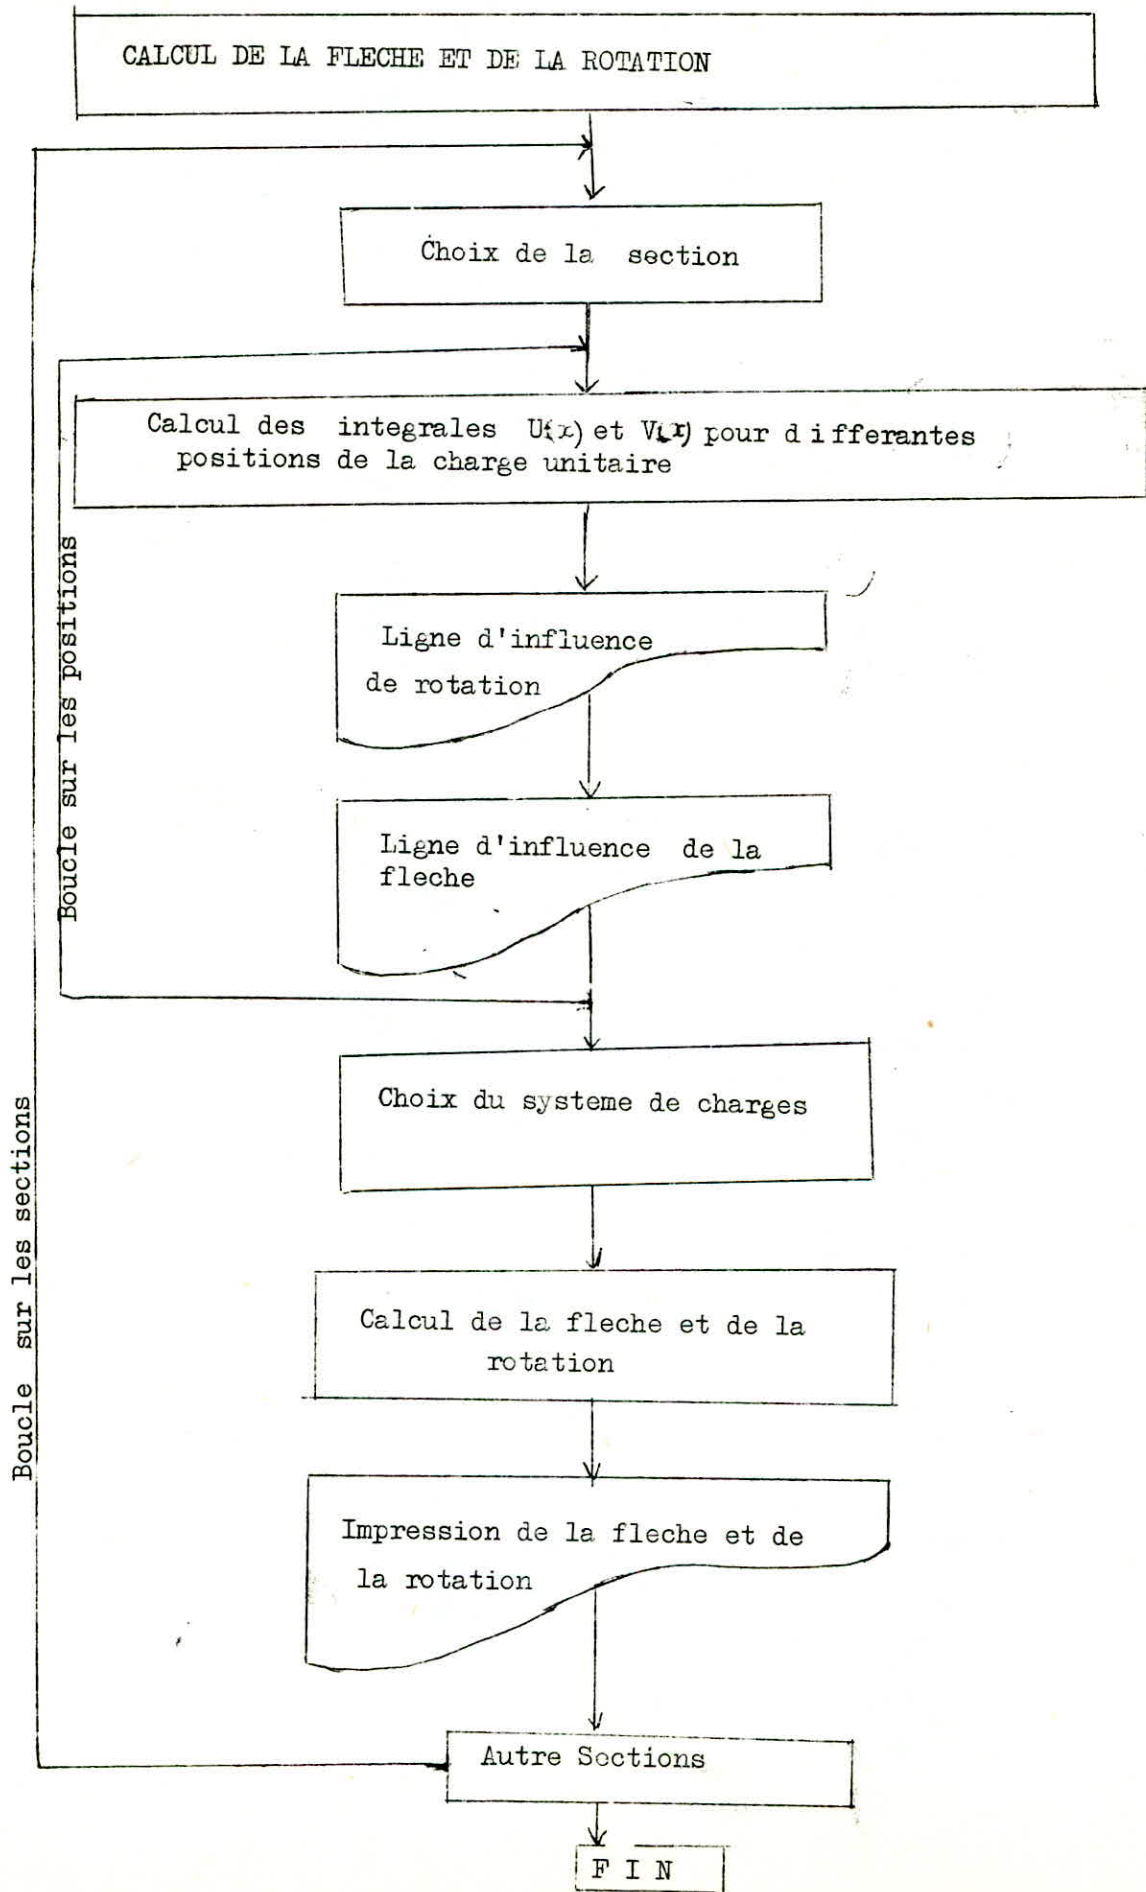 CALCUL DE LA FLECHE ET DE LA ROTATION
Choix de la section
Calcul des integrales U(x) et V(x) pour d ifferantes
positions de la charge unitaire
Boucle sur les positions
Ligne d'influence
de rotation
Ligne d'influence de la
fleche
Choix du systeme de charges
Boucle sur les sections
Calcul de la fleche et de la
rotation
Impression de la fleche et de
la rotation
Autre Sections
F I N